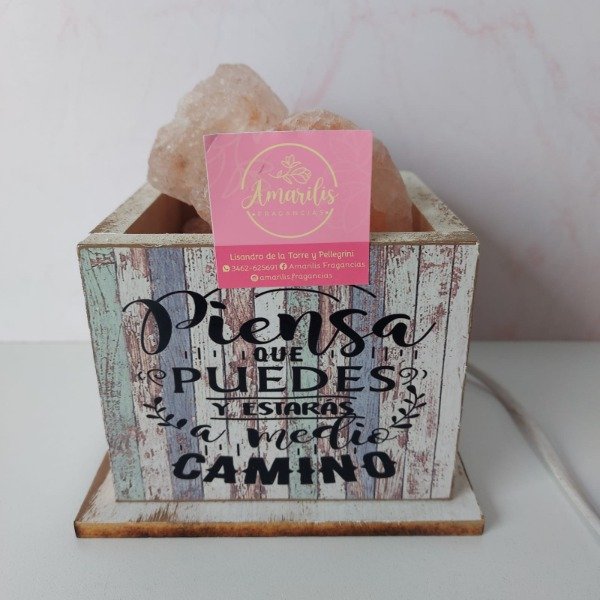 Amarilis
FRAGANCIAS
Lisandro de la Torre y Pellegrini
3462-625691 Amarilis.Fragancias
amarilis.fragancias
Piensa
QUE
PUEDES
Y ESTARÁS
a medio
CAMINO